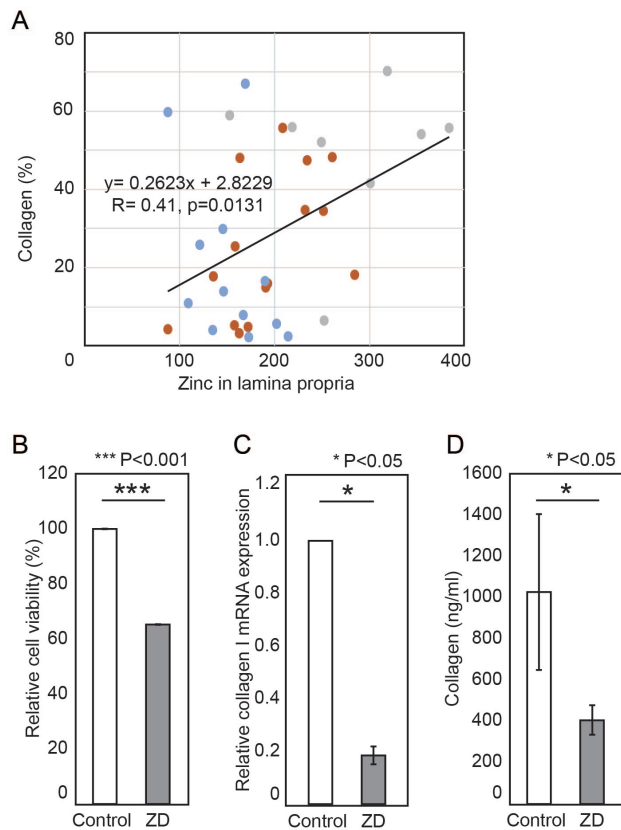 A
80
60
40
20
0
Collagen (%)
y= 0.2623x + 2.8229
R= 0.41, p=0.0131
100
200
300
400
Zinc in lamina propria
B
*** P<0.001
120
100
80
60
40
20
0
Relative cell viability (%)
***
Control
ZD
C
* P<0.05
1.2
1.0
0.8
0.6
0.4
0.2
0
Relative collagen I mRNA expression
*
Control
ZD
D
* P<0.05
1600
1400
1200
1000
800
600
400
200
0
Collagen (ng/ml)
*
Control
ZD